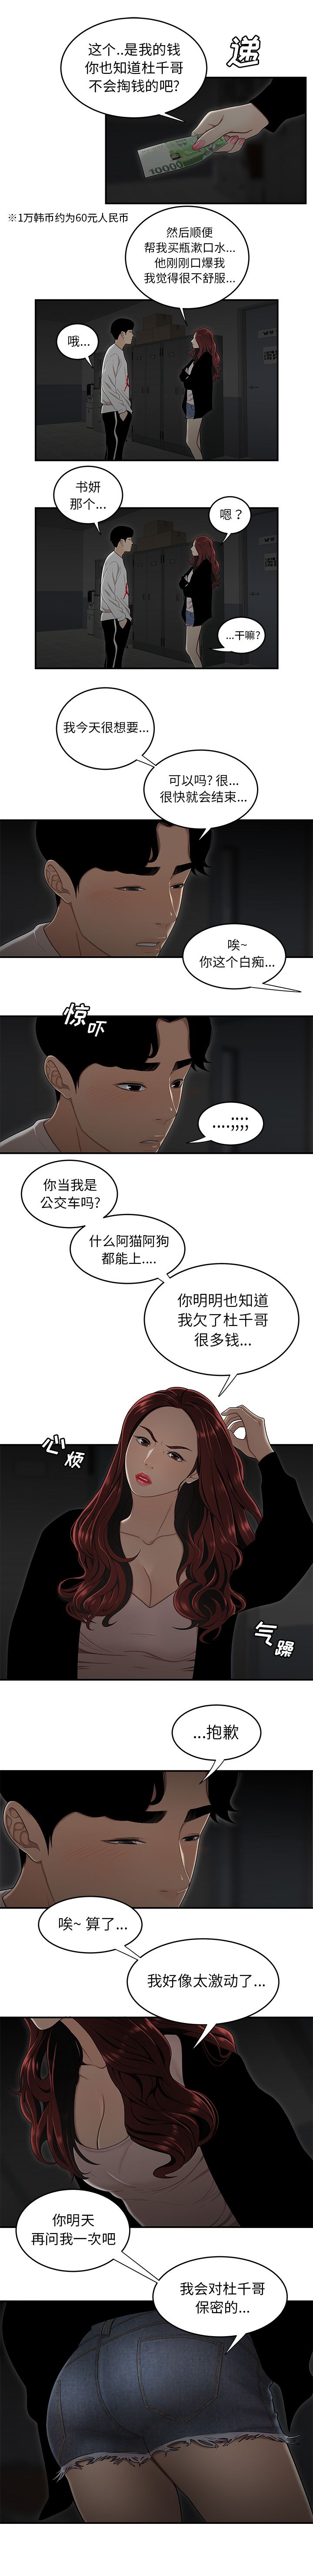 这个..是我的钱
你也知道杜千哥
不会掏钱的吧?
递
10000
※1万韩币约为60元人民币
然后顺便
帮我买瓶漱口水...
他刚刚口爆我
我觉得很不舒服...
哦...
书妍
那个...
嗯？
...干嘛?
我今天很想要...
可以吗? 很...
很快就会结束...
唉~
你这个白痴...
惊吓
....;;;;
你当我是
公交车吗?
什么阿猫阿狗
都能上....
你明明也知道
我欠了杜千哥
很多钱...
心烦
气躁
...抱歉
唉~ 算了...
我好像太激动了...
你明天
再问我一次吧
我会对杜千哥
保密的...